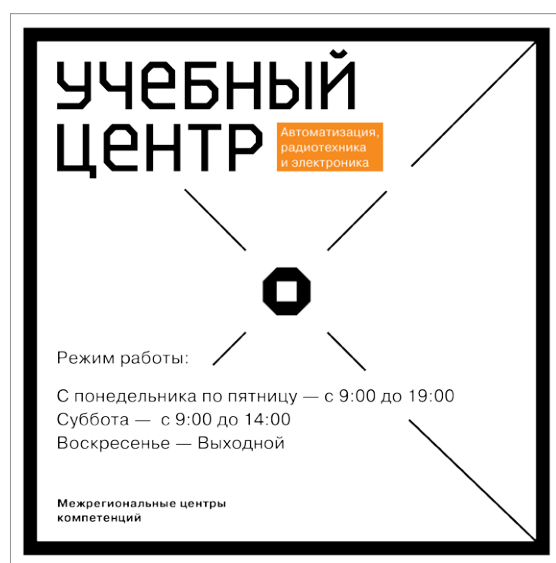 учебный
центр
Автоматизация,
радиотехника
и электроника
Режим работы:
С понедельника по пятницу — с 9:00 до 19:00
Суббота — с 9:00 до 14:00
Воскресенье — Выходной
Межрегиональные центры
компетенций